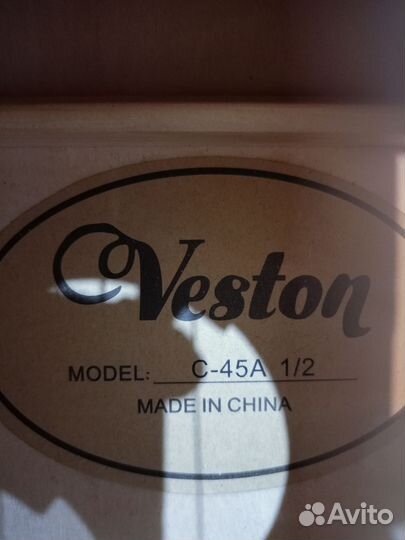 Veston
MODEL: C-45A 1/2
MADE IN CHINA
Avito